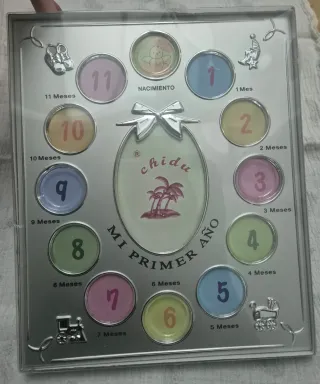 NACIMIENTO
1
1 Mes
2
2 Meses
3
3 Meses
4
4 Meses
5
5 Meses
6
6 Meses
7
7 Meses
8
8 Meses
9
9 Meses
10
10 Meses
11
11 Meses
chidu
MI PRIMER AÑO